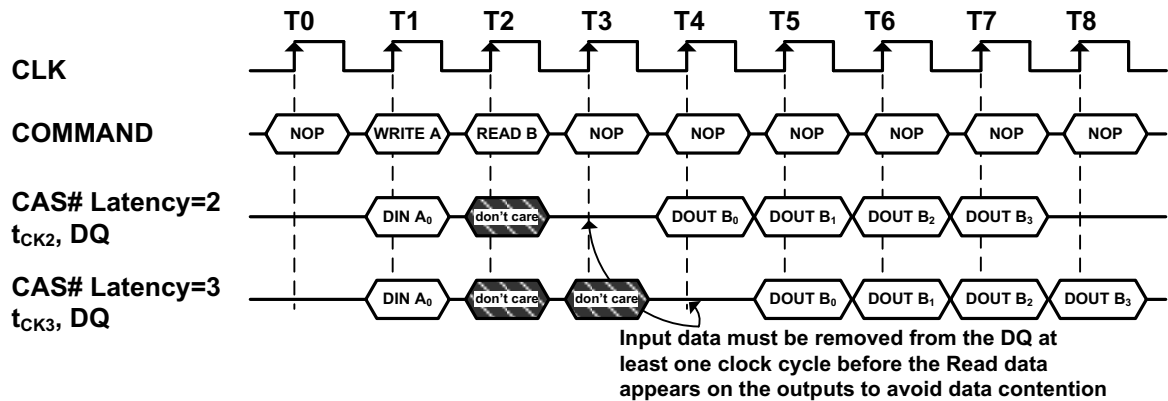 T0 T1 T2 T3 T4 T5 T6 T7 T8
CLK
COMMAND NOP WRITE A READ B NOP NOP NOP NOP NOP NOP
CAS# Latency=2
tCK2, DQ
DIN A0 don't care DOUT B0 DOUT B1 DOUT B2 DOUT B3
CAS# Latency=3
tCK3, DQ
DIN A0 don't care don't care DOUT B0 DOUT B1 DOUT B2 DOUT B3
Input data must be removed from the DQ at
least one clock cycle before the Read data
appears on the outputs to avoid data contention